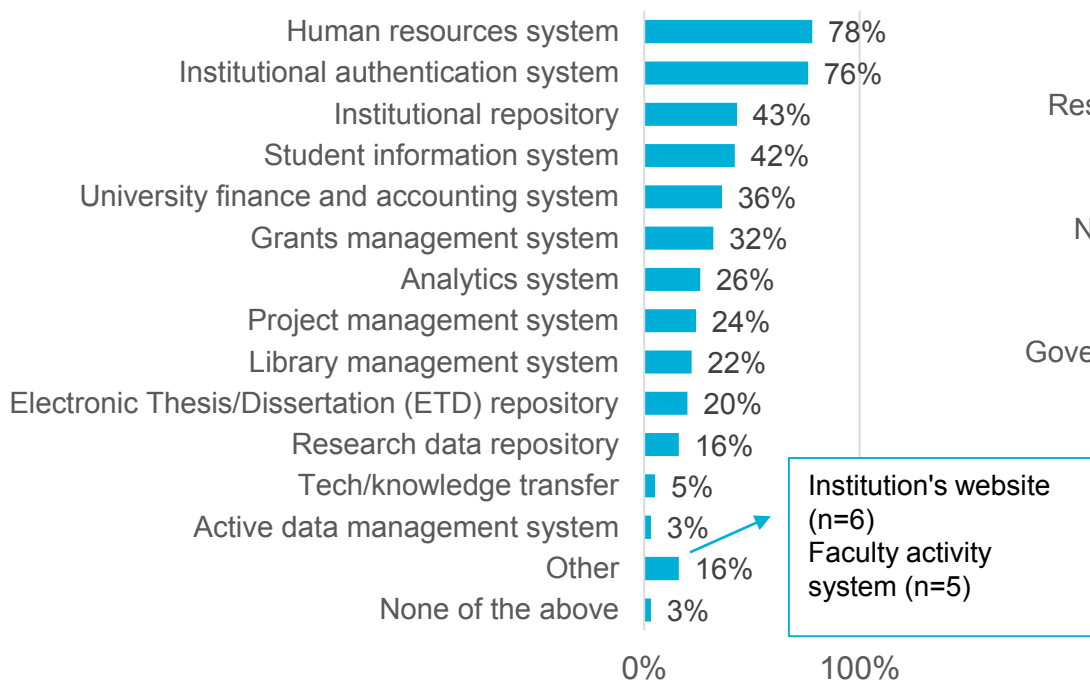 Human resources system 78%
Institutional authentication system 76%
Institutional repository 43%
Student information system 42%
University finance and accounting system 36%
Grants management system 32%
Analytics system 26%
Project management system 24%
Library management system 22%
Electronic Thesis/Dissertation (ETD) repository 20%
Research data repository 16%
Tech/knowledge transfer 5%
Active data management system 3%
Other 16%
None of the above 3%
0% 100%
Institution's website
(n=6)
Faculty activity
system (n=5)
Res
N
Gove